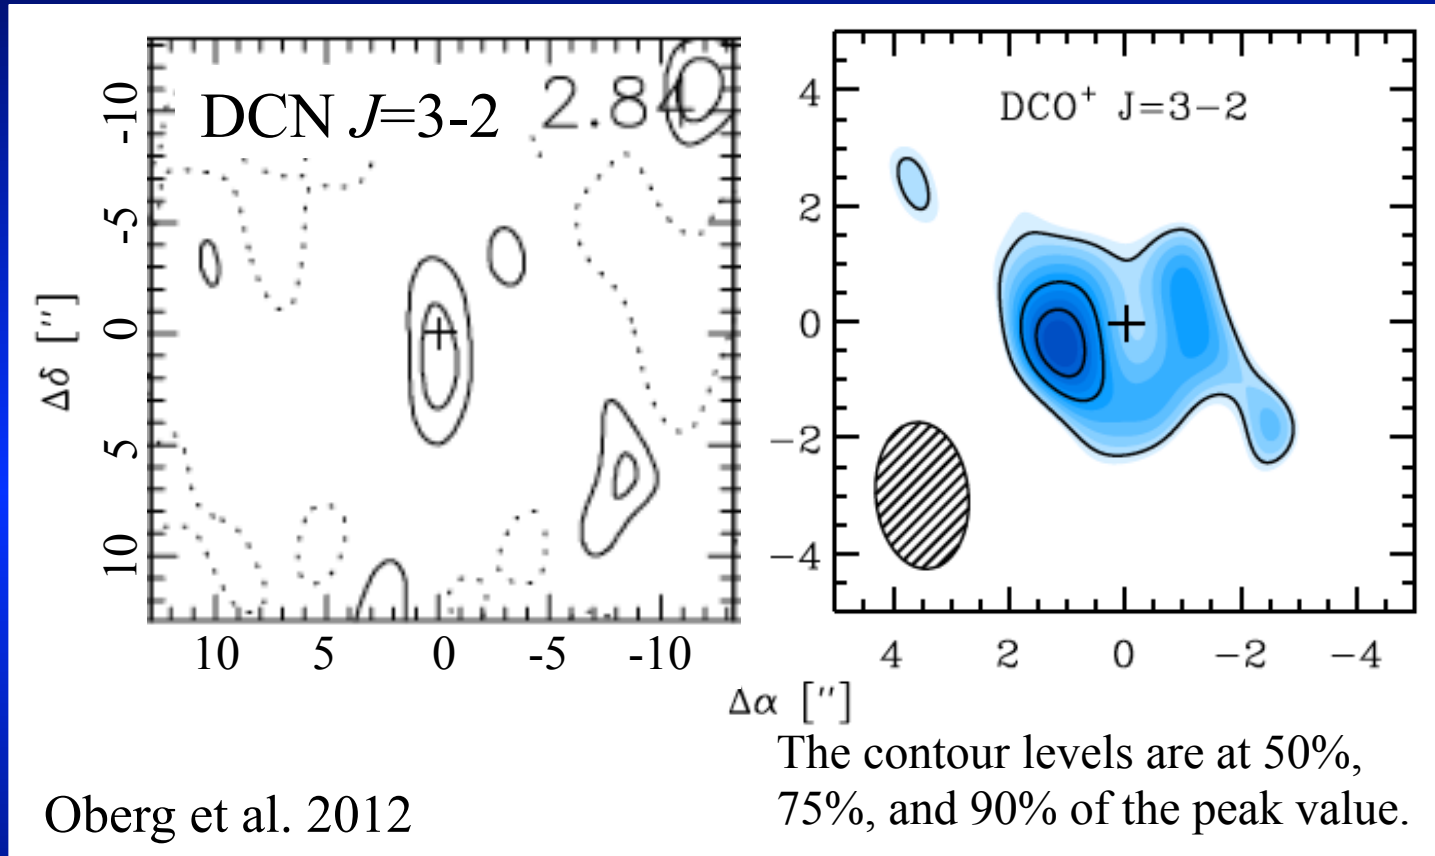 DCN J=3-2
2.84
-10
-5
0
5
10
Δδ ["]
10 5 0 -5 -10
DCO⁺ J=3−2
4
2
0
−2
−4
4 2 0 −2 −4
Δα ["]
The contour levels are at 50%,
75%, and 90% of the peak value.
Oberg et al. 2012